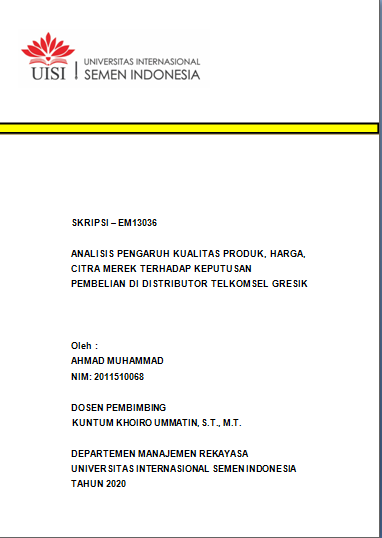 UISI
UNIVERSITAS INTERNASIONAL
SEMEN INDONESIA
SKRIPSI – EM13036
ANALISIS PENGARUH KUALITAS PRODUK, HARGA,
CITRA MEREK TERHADAP KEPUTUSAN
PEMBELIAN DI DISTRIBUTOR TELKOMSEL GRESIK
Oleh :
AHMAD MUHAMMAD
NIM: 2011510068
DOSEN PEMBIMBING
KUNTUM KHOIRO UMMATIN, S.T., M.T.
DEPARTEMEN MANAJEMEN REKAYASA
UNIVERSITAS INTERNASIONAL SEMEN INDONESIA
TAHUN 2020